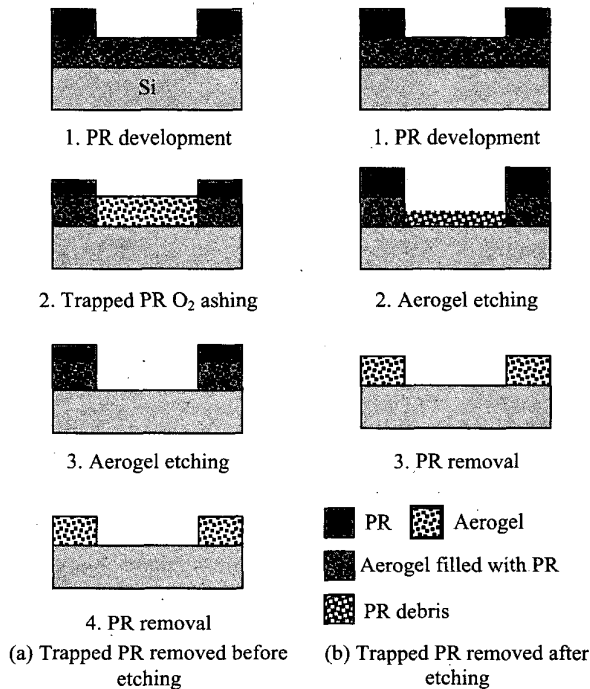 Si
1. PR development
2. Trapped PR O₂ ashing
3. Aerogel etching
4. PR removal
(a) Trapped PR removed before
etching
1. PR development
2. Aerogel etching
3. PR removal
PR
Aerogel
Aerogel filled with PR
PR debris
(b) Trapped PR removed after
etching